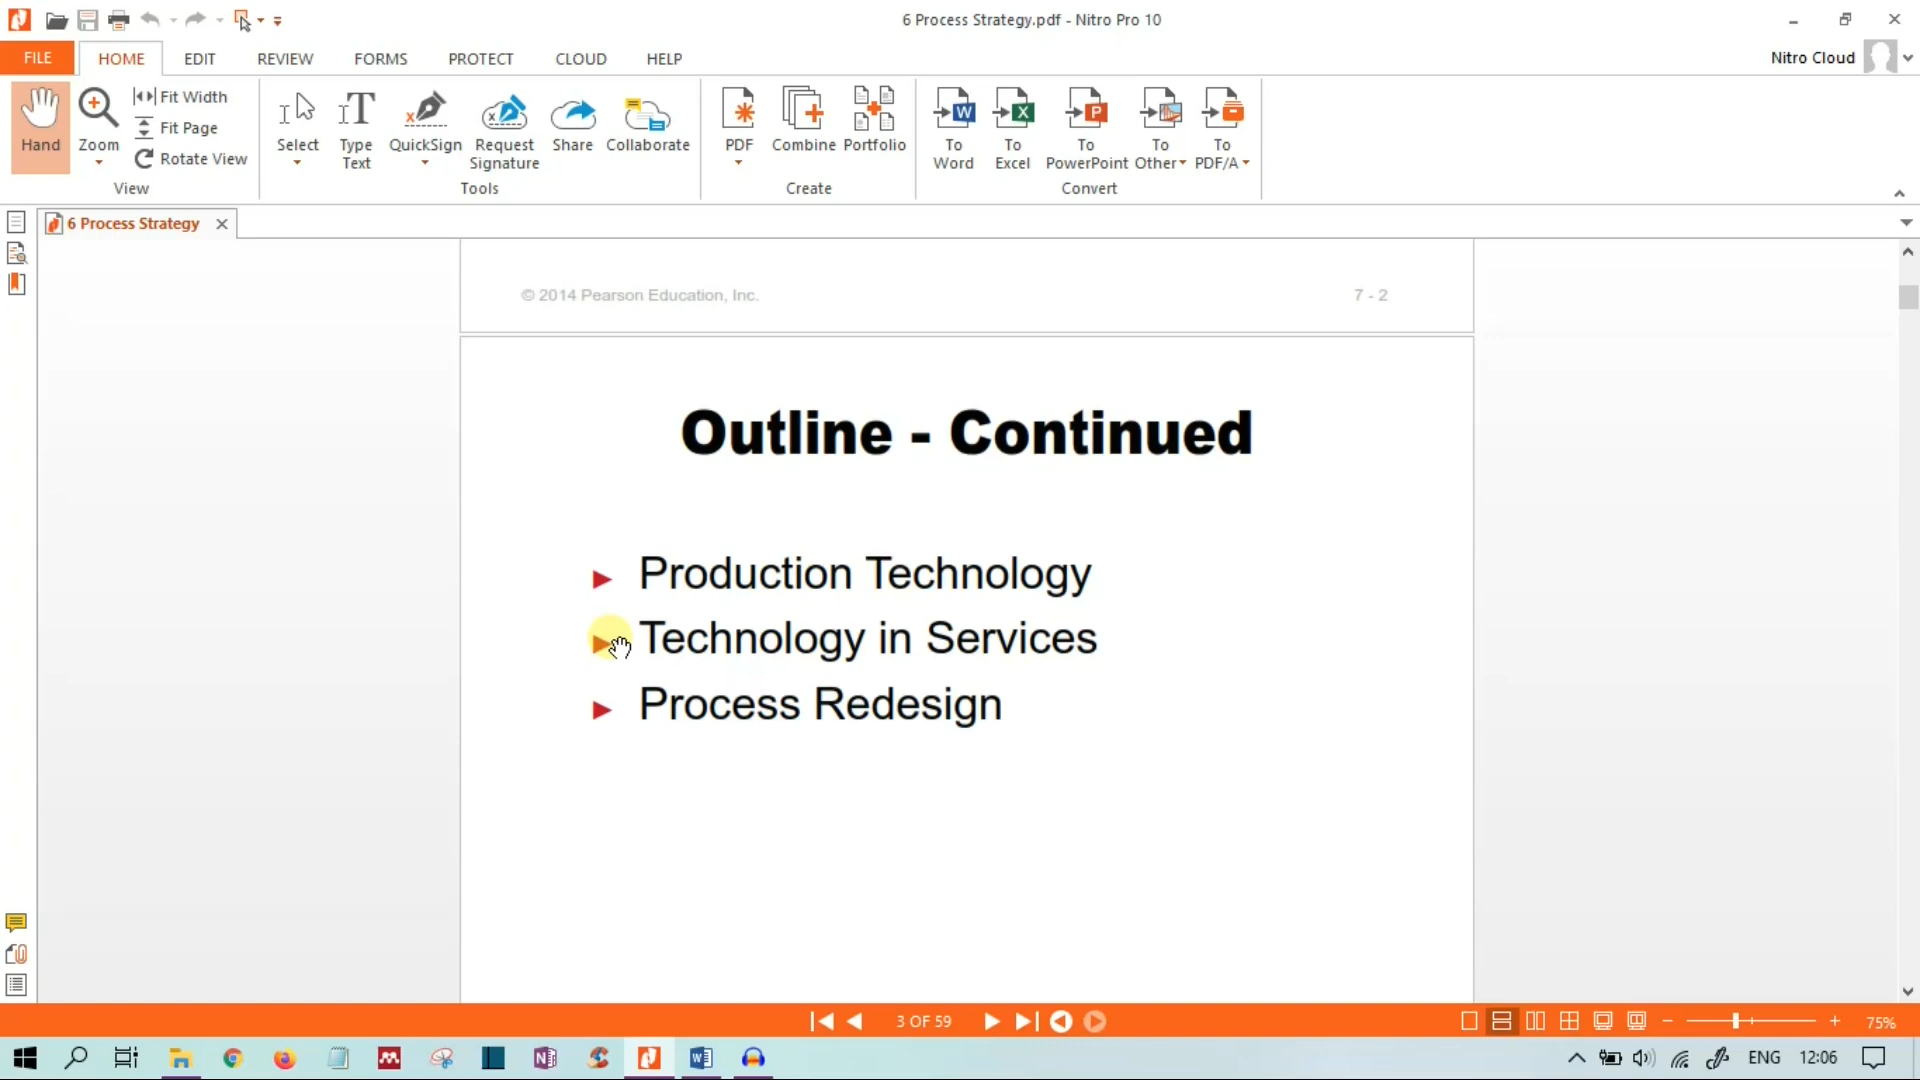 6 Process Strategy.pdf - Nitro Pro 10
FILE HOME EDIT REVIEW FORMS PROTECT CLOUD HELP
Nitro Cloud
Hand
Zoom
Fit Width
Fit Page
Rotate View
View
Select
Type Text
QuickSign
Request Signature
Share
Collaborate
Tools
PDF
Combine
Portfolio
Create
To Word
To Excel
To PowerPoint
To Other
To PDF/A
Convert
6 Process Strategy
© 2014 Pearson Education, Inc.
7 - 2
Outline - Continued
Production Technology
Technology in Services
Process Redesign
3 OF 59
75%
ENG
12:06